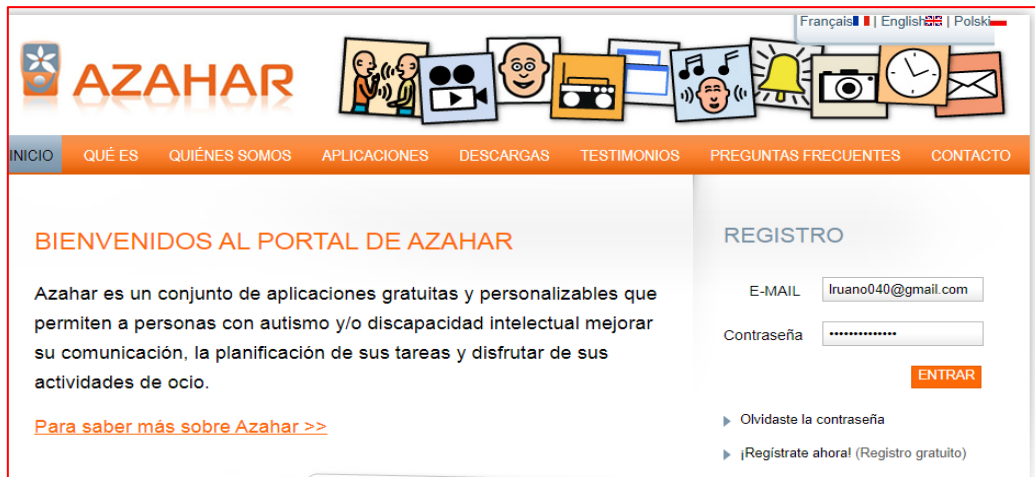 Français | English | Polski
AZAHAR
INICIO QUÉ ES QUIÉNES SOMOS APLICACIONES DESCARGAS TESTIMONIOS PREGUNTAS FRECUENTES CONTACTO
BIENVENIDOS AL PORTAL DE AZAHAR
Azahar es un conjunto de aplicaciones gratuitas y personalizables que
permiten a personas con autismo y/o discapacidad intelectual mejorar
su comunicación, la planificación de sus tareas y disfrutar de sus
actividades de ocio.
Para saber más sobre Azahar >>
REGISTRO
E-MAIL lruano040@gmail.com
Contraseña ••••••••••••••
ENTRAR
Olvidaste la contraseña
¡Regístrate ahora! (Registro gratuito)